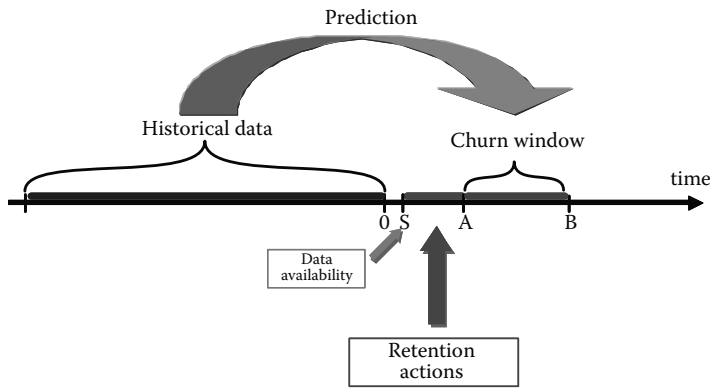 Prediction
Historical data
Churn window
time
0 S A B
Data
availability
Retention
actions